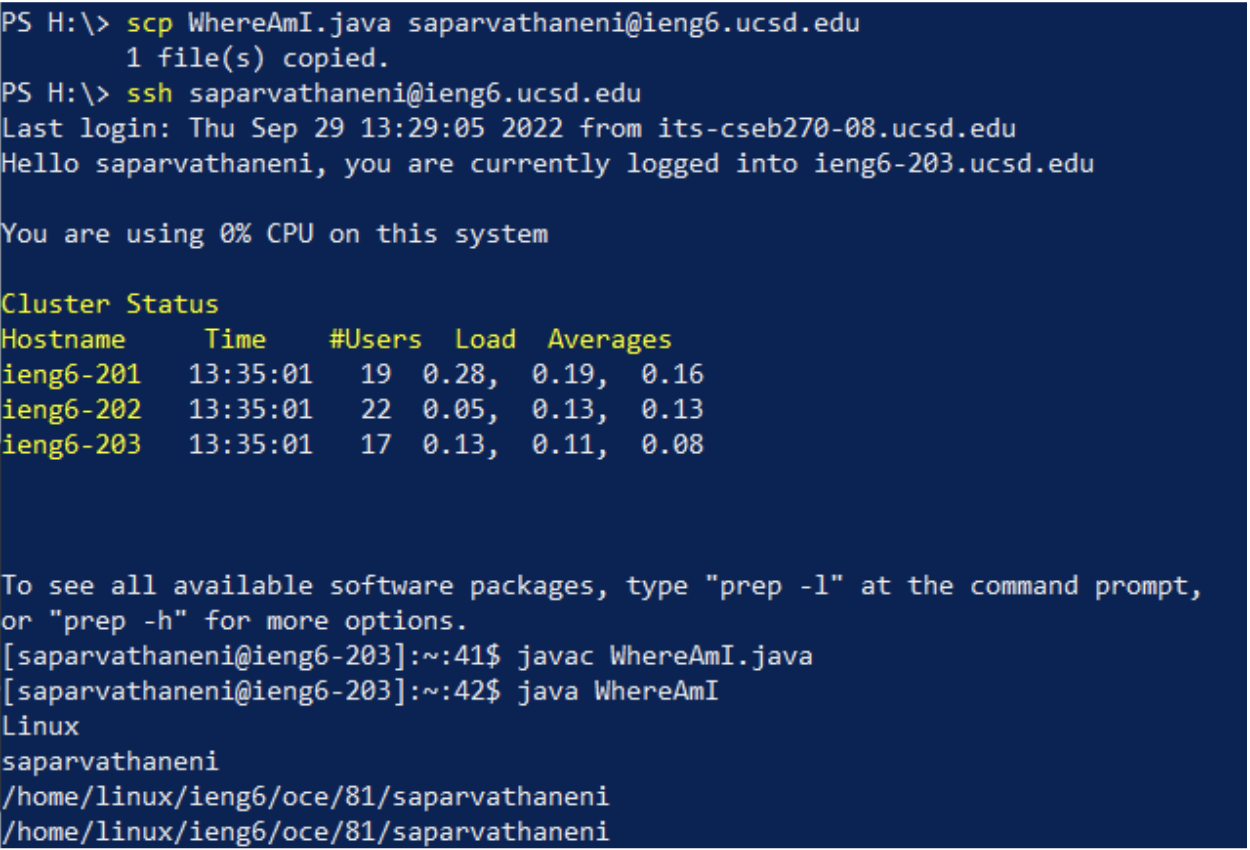 PS H:\> scp WhereAmI.java saparvathaneni@ieng6.ucsd.edu
        1 file(s) copied.
PS H:\> ssh saparvathaneni@ieng6.ucsd.edu
Last login: Thu Sep 29 13:29:05 2022 from its-cseb270-08.ucsd.edu
Hello saparvathaneni, you are currently logged into ieng6-203.ucsd.edu

You are using 0% CPU on this system

Cluster Status
Hostname     Time    #Users  Load  Averages
ieng6-201   13:35:01   19  0.28,  0.19,  0.16
ieng6-202   13:35:01   22  0.05,  0.13,  0.13
ieng6-203   13:35:01   17  0.13,  0.11,  0.08

To see all available software packages, type "prep -l" at the command prompt,
or "prep -h" for more options.
[saparvathaneni@ieng6-203]:~:41$ javac WhereAmI.java
[saparvathaneni@ieng6-203]:~:42$ java WhereAmI
Linux
saparvathaneni
/home/linux/ieng6/oce/81/saparvathaneni
/home/linux/ieng6/oce/81/saparvathaneni